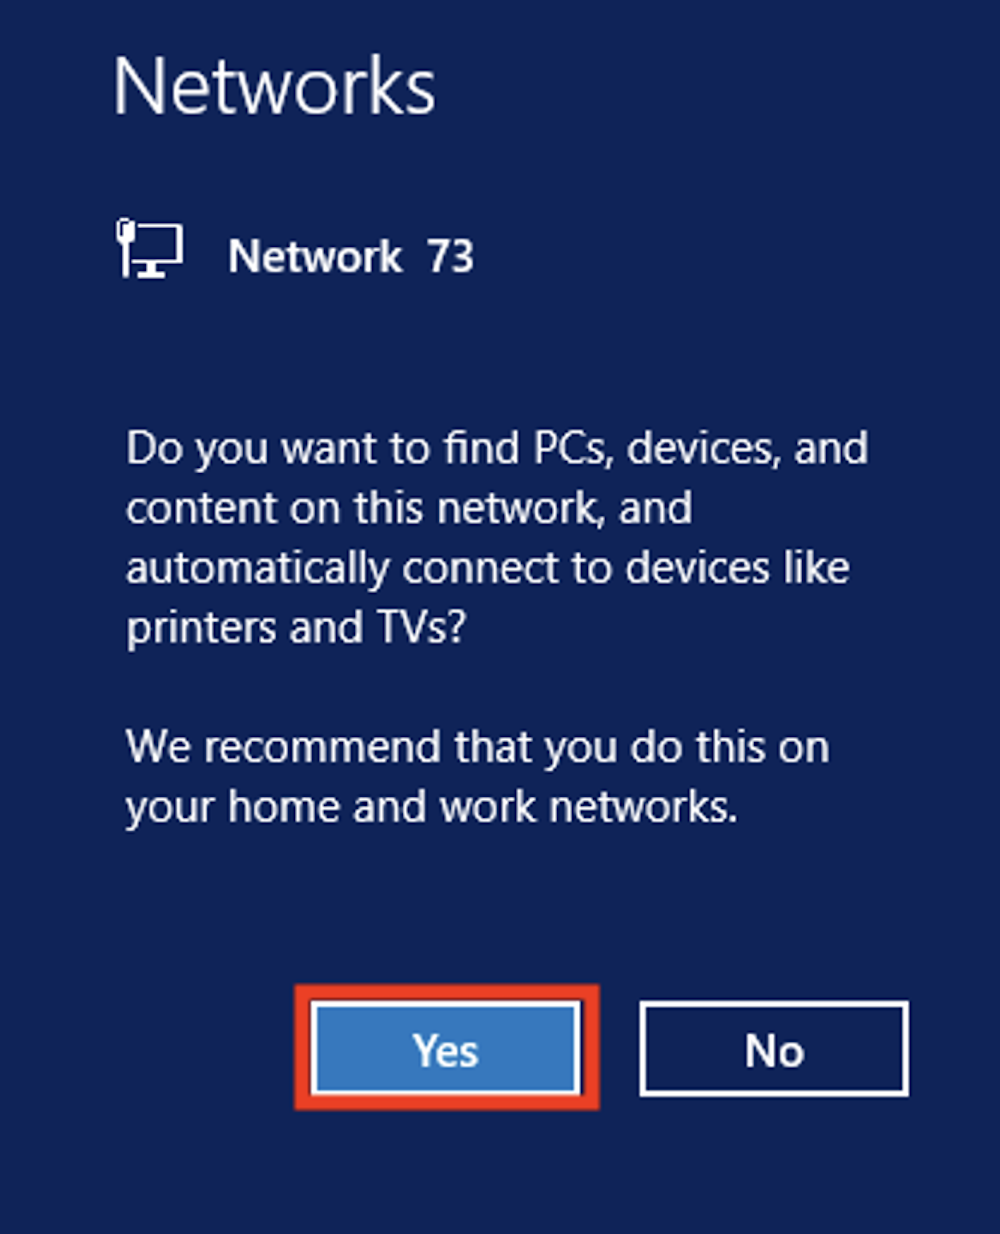 Networks
Network 73
Do you want to find PCs, devices, and
content on this network, and
automatically connect to devices like
printers and TVs?
We recommend that you do this on
your home and work networks.
Yes
No